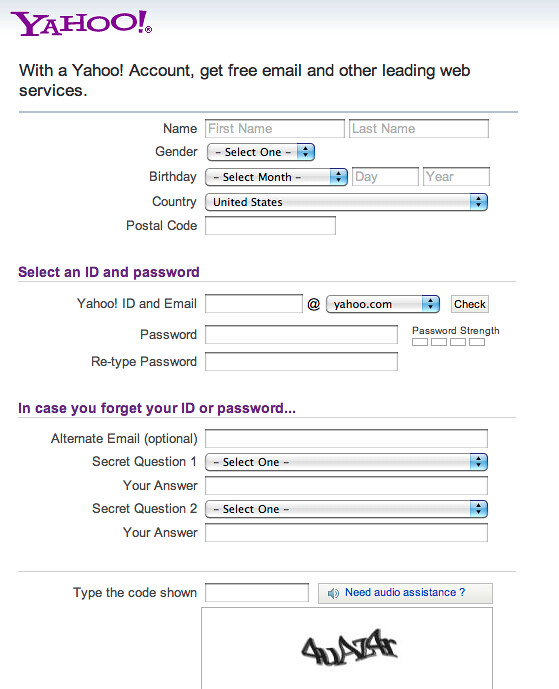 YAHOO!®
With a Yahoo! Account, get free email and other leading web
services.
Name First Name Last Name
Gender - Select One -
Birthday - Select Month - Day Year
Country United States
Postal Code
Select an ID and password
Yahoo! ID and Email @ yahoo.com Check
Password Password Strength
Re-type Password
In case you forget your ID or password...
Alternate Email (optional)
Secret Question 1 - Select One -
Your Answer
Secret Question 2 - Select One -
Your Answer
Type the code shown Need audio assistance ?
4uAZ4r